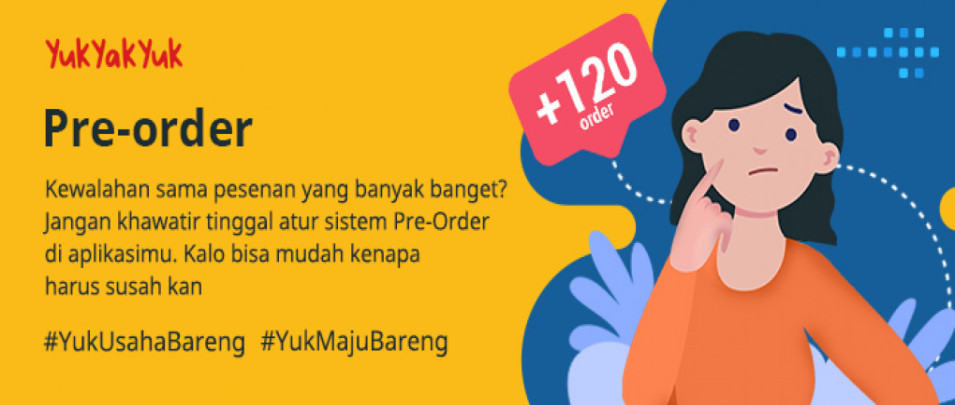 YukYakYuk
Pre-order
Kewalahan sama pesenan yang banyak banget?
Jangan khawatir tinggal atur sistem Pre-Order
di aplikasimu. Kalo bisa mudah kenapa
harus susah kan
#YukUsahaBareng #YukMajuBareng
+120
order